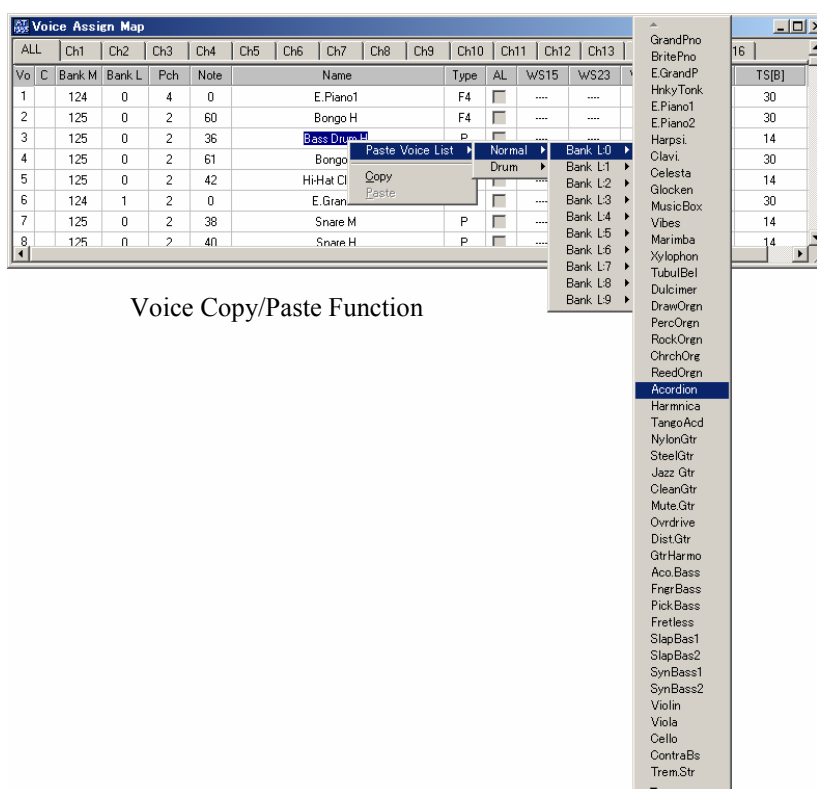 Voice Assign Map
ALL Ch1 Ch2 Ch3 Ch4 Ch5 Ch6 Ch7 Ch8 Ch9 Ch10 Ch11 Ch12 Ch13 16
Vo C Bank M Bank L Pch Note Name Type AL WS15 WS23 TS[B]
1 124 0 4 0 E.Piano1 F4 ---- ---- 30
2 125 0 2 60 Bongo H F4 ---- ---- 30
3 125 0 2 36 Bass Drum H P ---- ---- 14
4 125 0 2 61 Bongo 30
5 125 0 2 42 Hi-Hat Cl 14
6 124 1 2 0 E.Gran 30
7 125 0 2 38 Snare M P 14
8 125 0 2 40 Snare H P 14
Paste Voice List
Copy
Paste
Normal
Drum
Bank L:0
Bank L:1
Bank L:2
Bank L:3
Bank L:4
Bank L:5
Bank L:6
Bank L:7
Bank L:8
Bank L:9
GrandPno
BritePno
E.GrandP
HnkyTonk
E.Piano1
E.Piano2
Harpsi.
Clavi.
Celesta
Glocken
MusicBox
Vibes
Marimba
Xylophon
TubulBel
Dulcimer
DrawOrgn
PercOrgn
RockOrgn
ChrchOrg
ReedOrgn
Acordion
Harmnica
TangoAcd
NylonGtr
SteelGtr
Jazz Gtr
CleanGtr
Mute.Gtr
Ovrdrive
Dist.Gtr
GtrHarmo
Aco.Bass
FngrBass
PickBass
Fretless
SlapBas1
SlapBas2
SynBass1
SynBass2
Violin
Viola
Cello
ContraBs
Trem.Str
Voice Copy/Paste Function